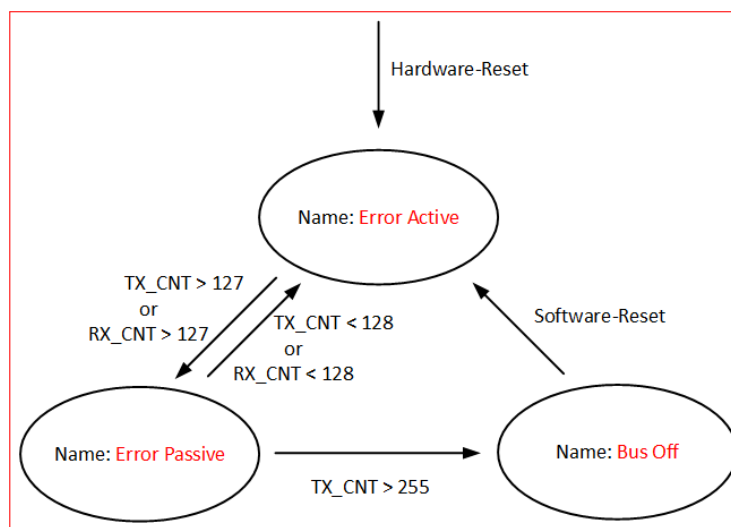 Hardware-Reset
Name: Error Active
TX_CNT > 127
or
RX_CNT > 127
TX_CNT < 128
or
RX_CNT < 128
Software-Reset
Name: Error Passive
TX_CNT > 255
Name: Bus Off